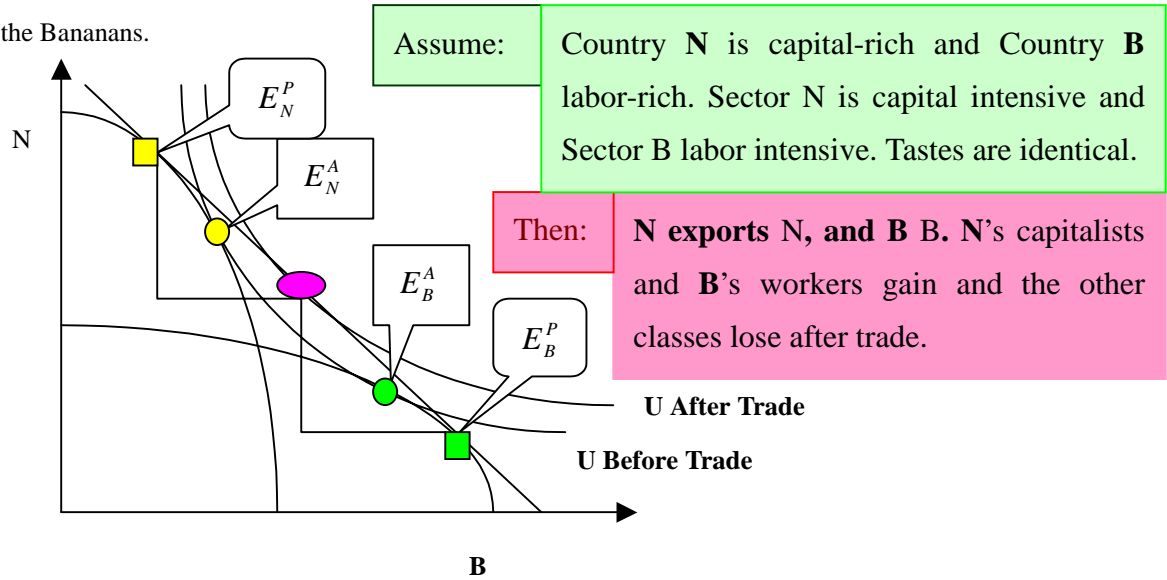 the Bananans.
Assume:
Country N is capital-rich and Country B
labor-rich. Sector N is capital intensive and
Sector B labor intensive. Tastes are identical.
Then:
N exports N, and B B. N's capitalists
and B's workers gain and the other
classes lose after trade.
N
E_N^P
E_N^A
E_B^A
E_B^P
U After Trade
U Before Trade
B